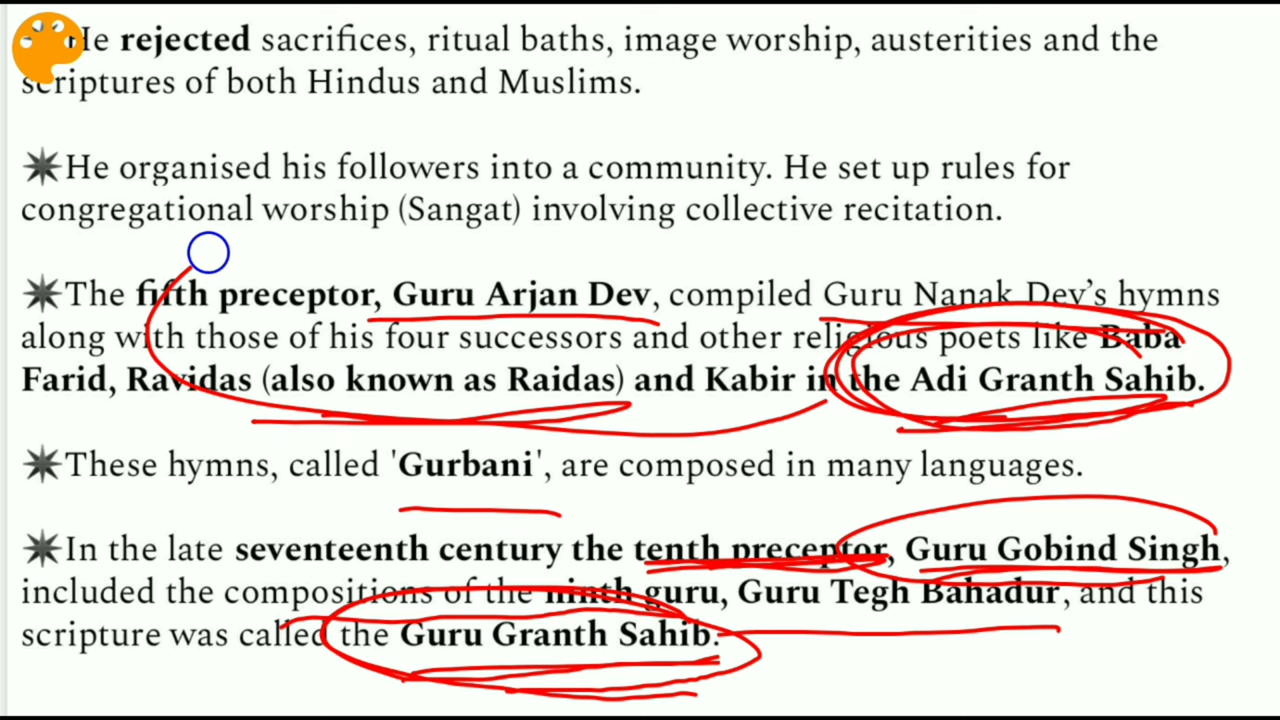 He rejected sacrifices, ritual baths, image worship, austerities and the
scriptures of both Hindus and Muslims.
He organised his followers into a community. He set up rules for
congregational worship (Sangat) involving collective recitation.
The fifth preceptor, Guru Arjan Dev, compiled Guru Nanak Dev's hymns
along with those of his four successors and other religious poets like Baba
Farid, Ravidas (also known as Raidas) and Kabir in the Adi Granth Sahib.
These hymns, called 'Gurbani', are composed in many languages.
In the late seventeenth century the tenth preceptor, Guru Gobind Singh,
included the compositions of the ninth guru, Guru Tegh Bahadur, and this
scripture was called the Guru Granth Sahib.